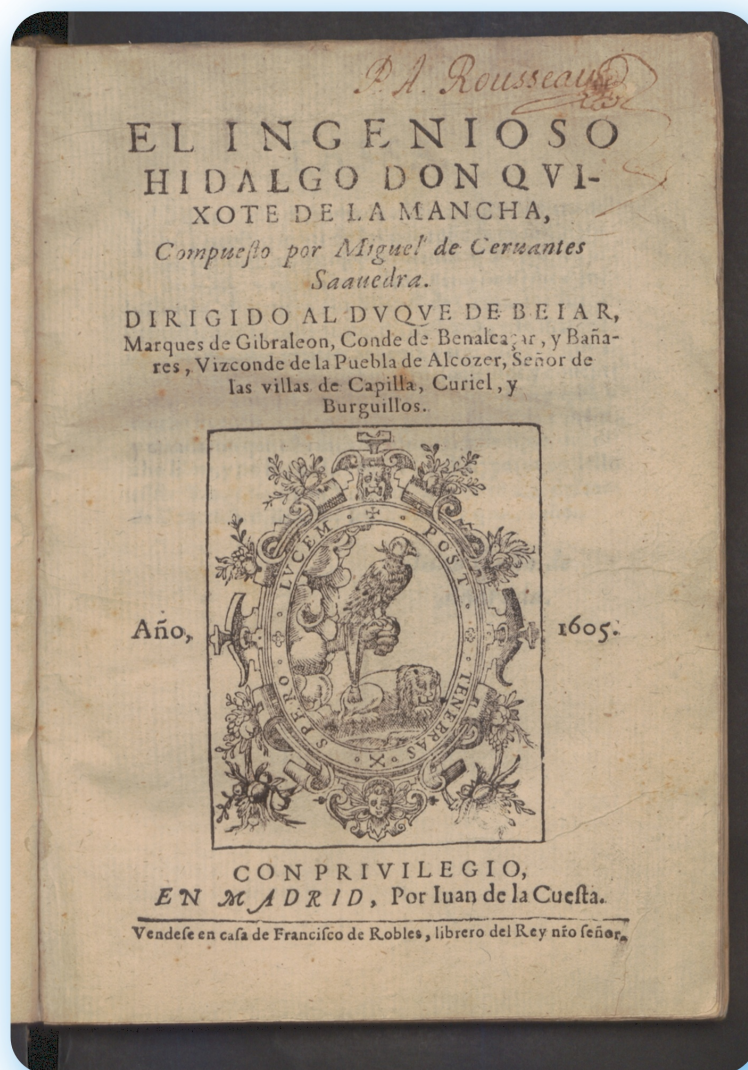 P. A. Rousseau
EL INGENIOSO
HIDALGO DON QVI-
XOTE DE LA MANCHA,
Compueſto por Miguel de Ceruantes
Saauedra.
DIRIGIDO AL DVQVE DE BEIAR,
Marques de Gibraleon, Conde de Benalcaçar, y Baña-
res, Vizconde de la Puebla de Alcozer, Señor de
las villas de Capilla, Curiel, y
Burguillos.
SPERO LVCEM POST TENEBRAS
Año, 1605.
CON PRIVILEGIO,
EN MADRID, Por Iuan de la Cueſta.
Vendeſe en caſa de Franciſco de Robles, librero del Rey nr̃o ſeñor.